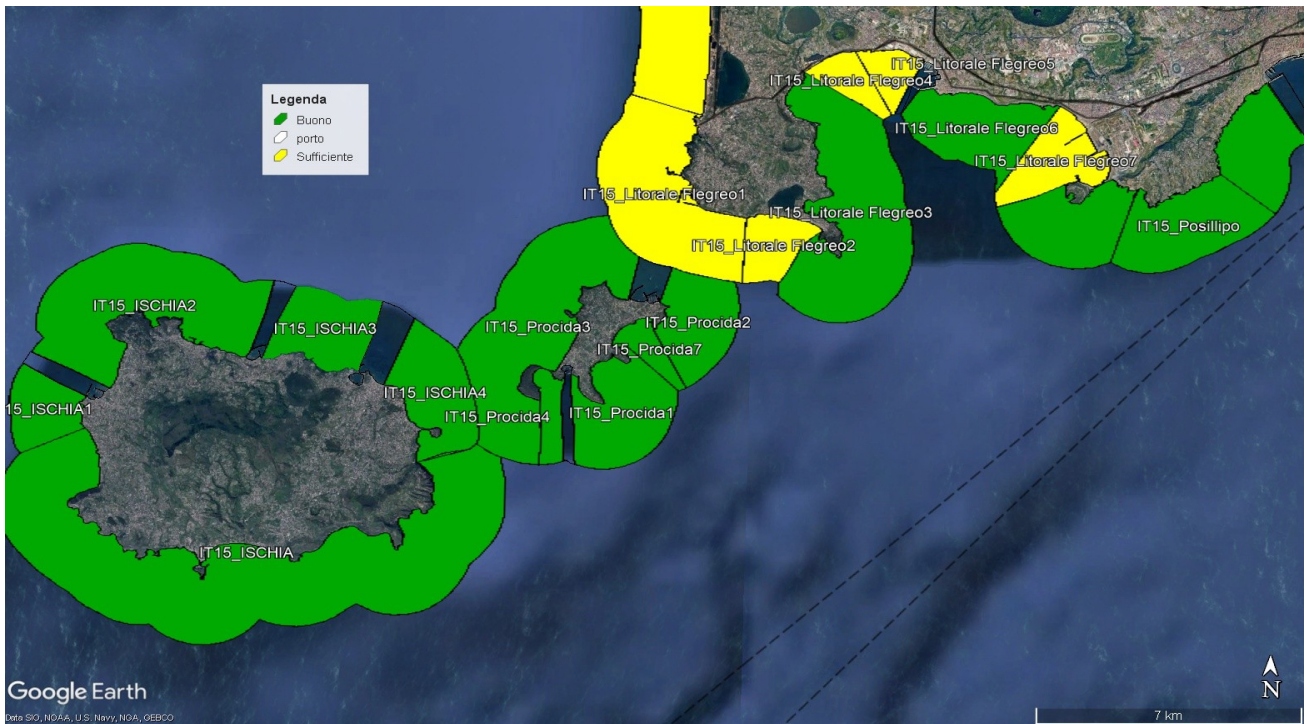 Legenda
Buono
porto
Sufficiente
IT15_Litorale Flegreo5
IT15_Litorale Flegreo4
IT15_Litorale Flegreo6
IT15_Litorale Flegreo7
IT15_Litorale Flegreo1
IT15_Litorale Flegreo3
IT15_Posillipo
IT15_Litorale Flegreo2
IT15_ISCHIA2
IT15_ISCHIA3
IT15_Procida3
IT15_Procida2
IT15_Procida7
IT15_ISCHIA4
15_ISCHIA1
IT15_Procida4
IT15_Procida1
IT15_ISCHIA
Google Earth
Data SIO, NOAA, U.S. Navy, NGA, GEBCO
N
7 km